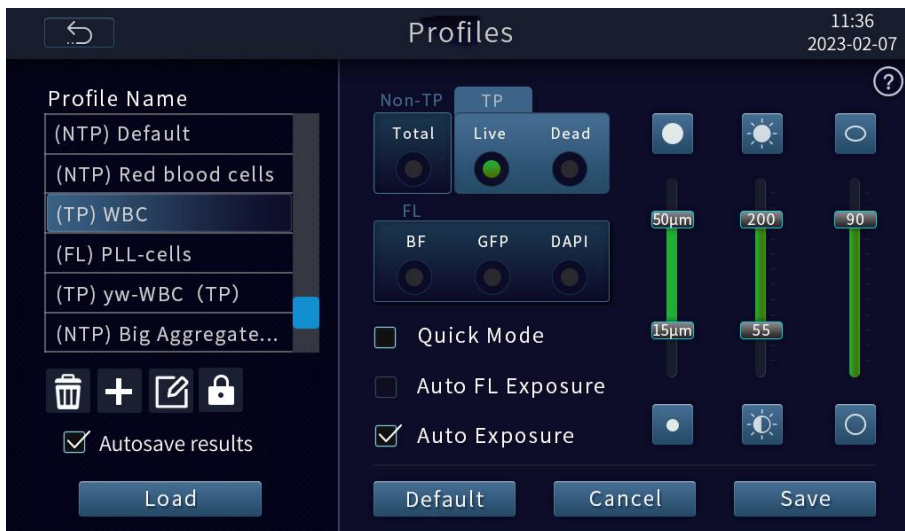 Profiles
11:36
2023-02-07
?
Profile Name
(NTP) Default
(NTP) Red blood cells
(TP) WBC
(FL) PLL-cells
(TP) yw-WBC（TP）
(NTP) Big Aggregate...
Autosave results
Load
Non-TP TP
Total Live Dead
FL
BF GFP DAPI
Quick Mode
Auto FL Exposure
Auto Exposure
50μm 200 90
15μm 55
Default Cancel Save